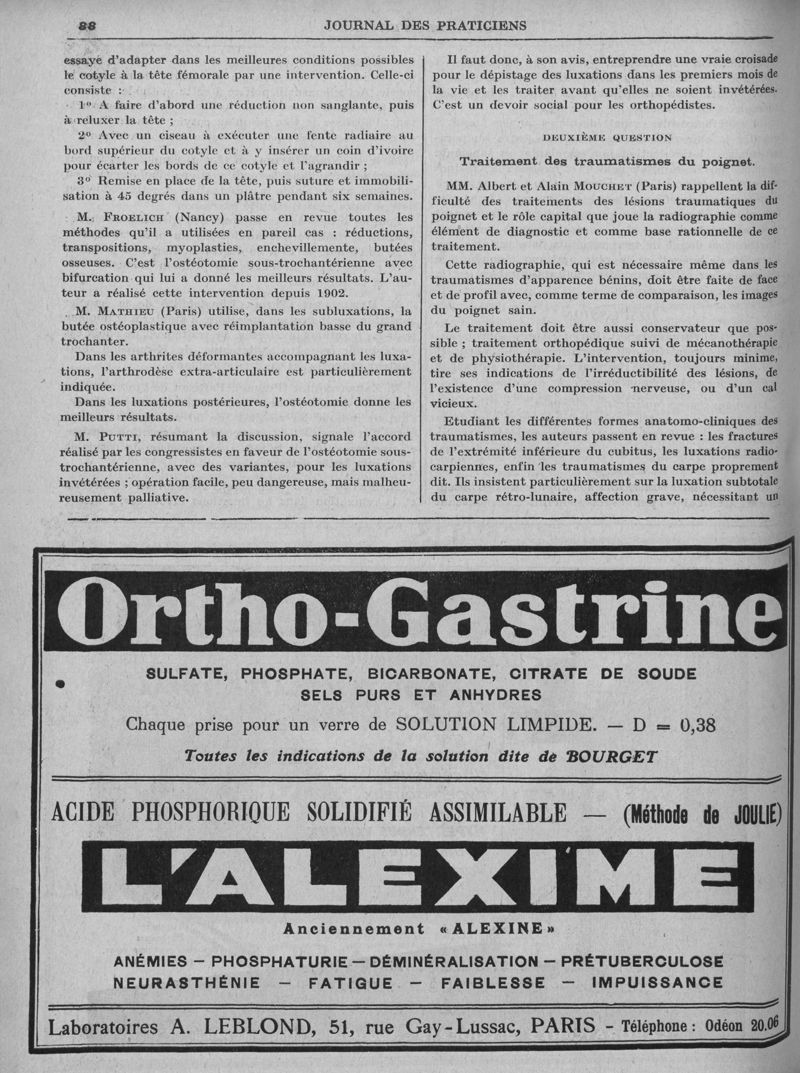 88
JOURNAL DES PRATICIENS
essayé d'adapter dans les meilleures conditions possibles
le cotyle à la tête fémorale par une intervention. Celle-ci
consiste :
1º A faire d'abord une réduction non sanglante, puis
à reluxer la tête ;
2º Avec un ciseau à exécuter une fente radiaire au
bord supérieur du cotyle et à y insérer un coin d'ivoire
pour écarter les bords de ce cotyle et l'agrandir ;
3º Remise en place de la tête, puis suture et immobili-
sation à 45 degrés dans un plâtre pendant six semaines.
M. FROELICH (Nancy) passe en revue toutes les
méthodes qu'il a utilisées en pareil cas : réductions,
transpositions, myoplasties, enchevillemente, butées
osseuses. C'est l'ostéotomie sous-trochantérienne avec
bifurcation qui lui a donné les meilleurs résultats. L'au-
teur a réalisé cette intervention depuis 1902.
M. MATHIEU (Paris) utilise, dans les subluxations, la
butée ostéoplastique avec réimplantation basse du grand
trochanter.
Dans les arthrites déformantes accompagnant les luxa-
tions, l'arthrodèse extra-articulaire est particulièrement
indiquée.
Dans les luxations postérieures, l'ostéotomie donne les
meilleurs résultats.
M. PUTTI, résumant la discussion, signale l'accord
réalisé par les congressistes en faveur de l'ostéotomie sous-
trochantérienne, avec des variantes, pour les luxations
invétérées ; opération facile, peu dangereuse, mais malheu-
reusement palliative.
Il faut donc, à son avis, entreprendre une vraie croisade
pour le dépistage des luxations dans les premiers mois de
la vie et les traiter avant qu'elles ne soient invétérées.
C'est un devoir social pour les orthopédistes.
DEUXIÈME QUESTION
Traitement des traumatismes du poignet.
MM. Albert et Alain MOUCHET (Paris) rappellent la dif-
ficulté des traitements des lésions traumatiques du
poignet et le rôle capital que joue la radiographie comme
élément de diagnostic et comme base rationnelle de ce
traitement.
Cette radiographie, qui est nécessaire même dans les
traumatismes d'apparence bénins, doit être faite de face
et de profil avec, comme terme de comparaison, les images
du poignet sain.
Le traitement doit être aussi conservateur que pos-
sible ; traitement orthopédique suivi de mécanothérapie
et de physiothérapie. L'intervention, toujours minime,
tire ses indications de l'irréductibilité des lésions, de
l'existence d'une compression nerveuse, ou d'un cal
vicieux.
Etudiant les différentes formes anatomo-cliniques des
traumatismes, les auteurs passent en revue : les fractures
de l'extrémité inférieure du cubitus, les luxations radio-
carpiennes, enfin les traumatismes du carpe proprement
dit. Ils insistent particulièrement sur la luxation subtotale
du carpe rétro-lunaire, affection grave, nécessitant un
Ortho-Gastrine
SULFATE, PHOSPHATE, BICARBONATE, CITRATE DE SOUDE
SELS PURS ET ANHYDRES
Chaque prise pour un verre de SOLUTION LIMPIDE. — D = 0,38
Toutes les indications de la solution dite de BOURGET
ACIDE PHOSPHORIQUE SOLIDIFIÉ ASSIMILABLE — (Méthode de JOULIE)
L'ALEXIME
Anciennement « ALEXINE »
ANÉMIES — PHOSPHATURIE — DÉMINÉRALISATION — PRÉTUBERCULOSE
NEURASTHÉNIE — FATIGUE — FAIBLESSE — IMPUISSANCE
Laboratoires A. LEBLOND, 51, rue Gay-Lussac, PARIS - Téléphone : Odéon 20.06